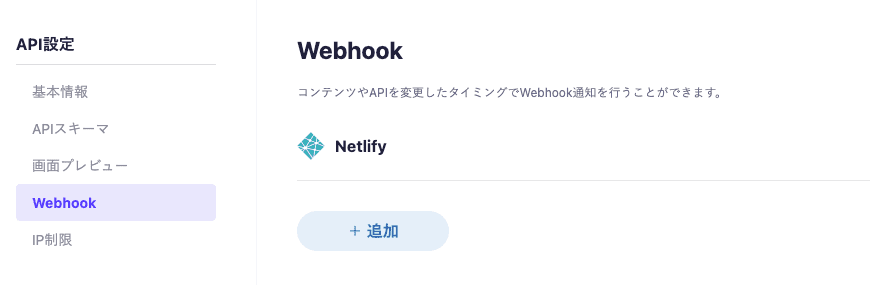 API設定
基本情報
APIスキーマ
画面プレビュー
Webhook
IP制限
Webhook
コンテンツやAPIを変更したタイミングでWebhook通知を行うことができます。
Netlify
+ 追加